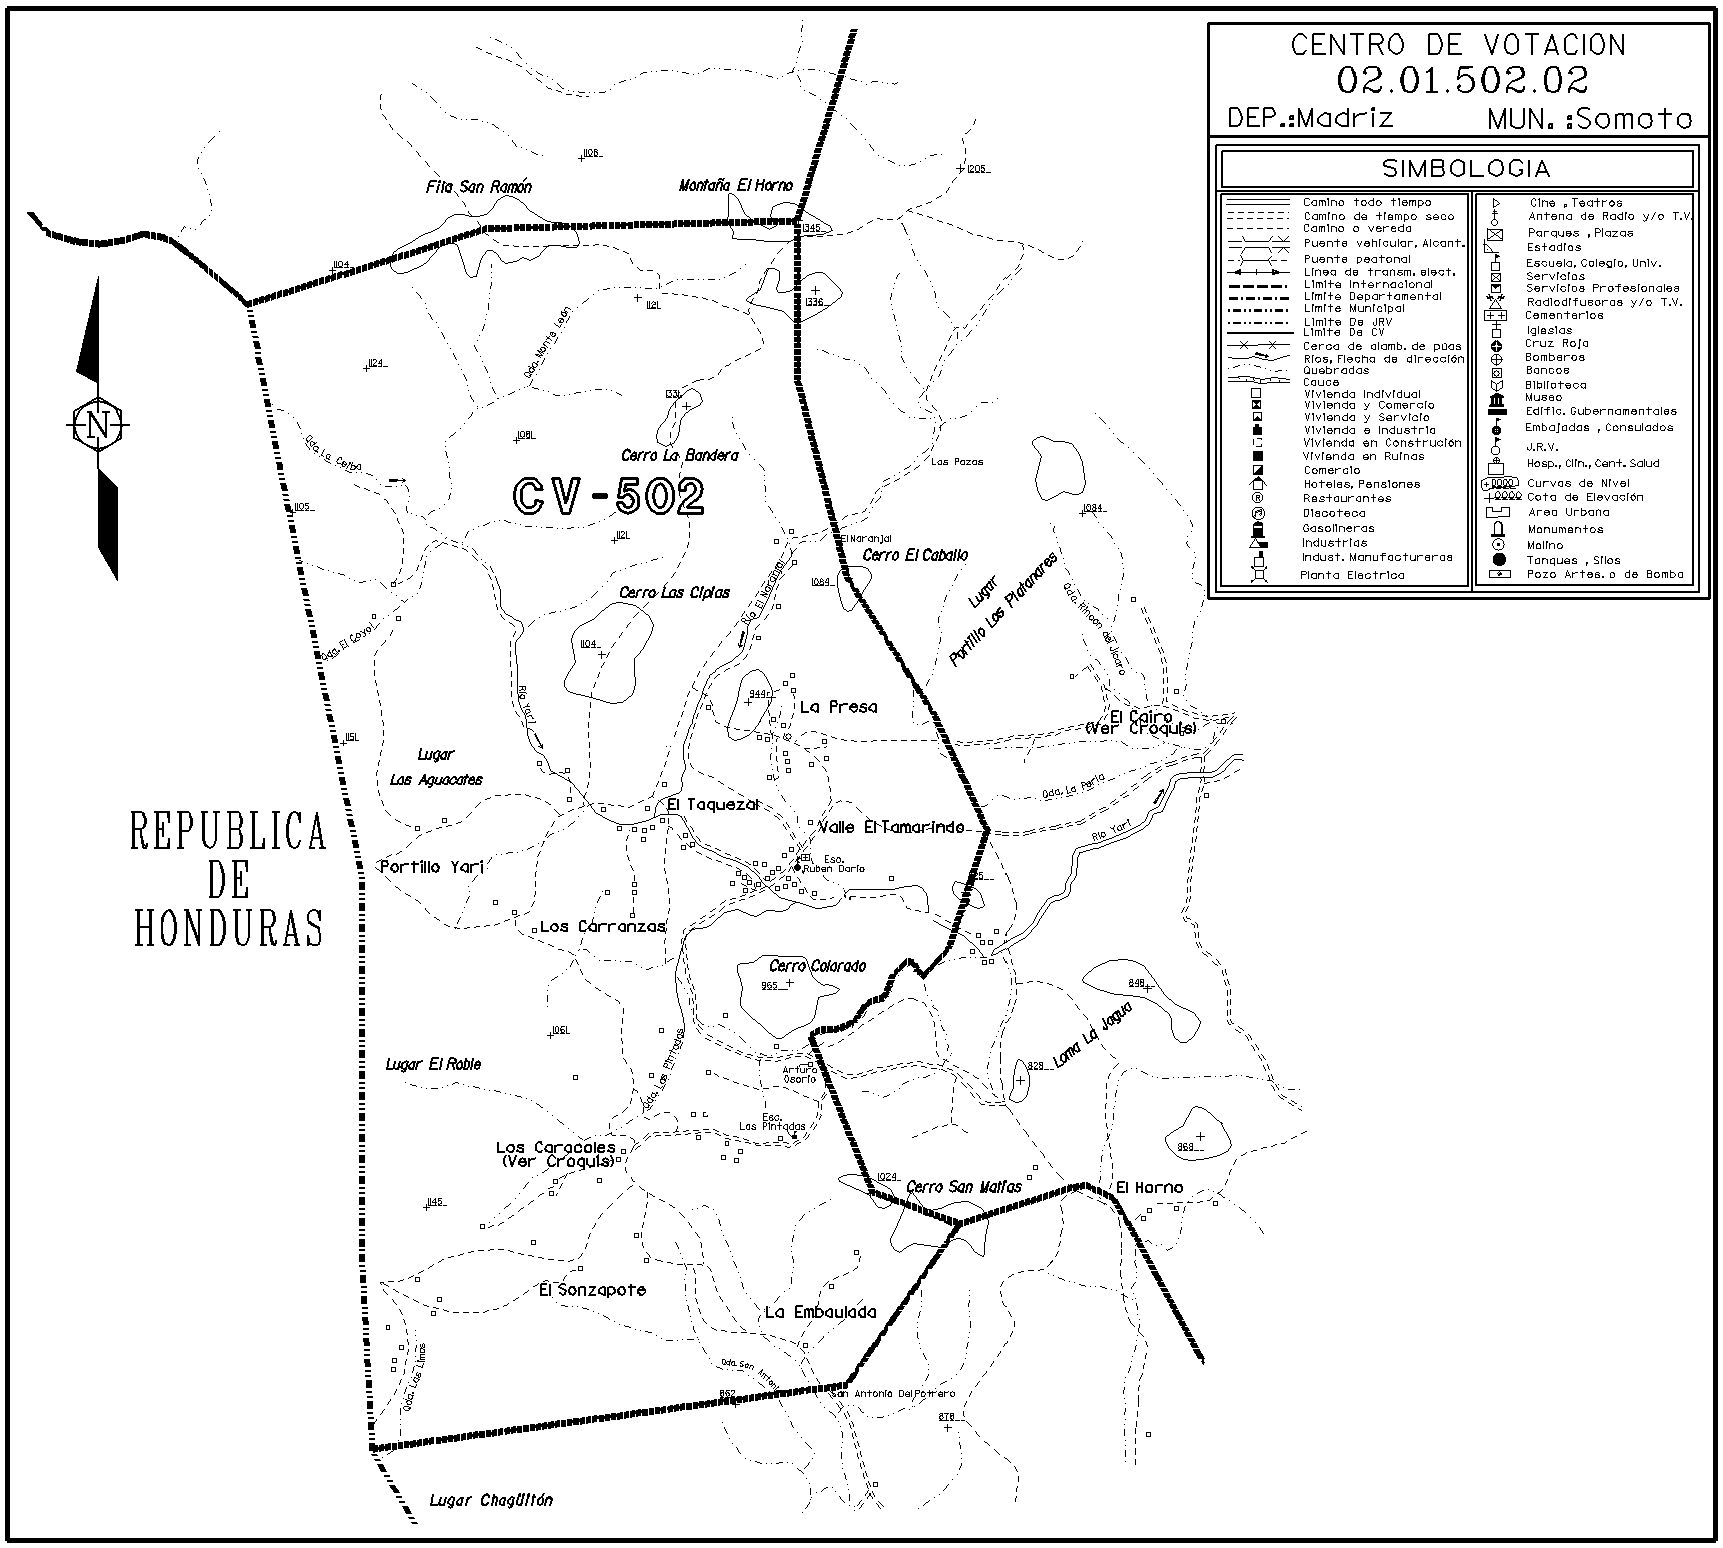 CENTRO DE VOTACION
02.01.502.02
DEP.:Madriz MUN. :Somoto
SIMBOLOGIA
Camino todo tiempo
Camino de tiempo seco
Camino o vereda
Puente vehicular, Alcant.
Puente peatonal
Linea de transm. elect.
Limite Internacional
Limite Departamental
Limite Municipal
Limite De JRV
Limite De CV
Cerca de alamb. de púas
Ríos, Flecha de dirección
Quebradas
Cauce
Vivienda Individual
Vivienda y Comercio
Vivienda y Servicio
Vivienda e Industria
Vivienda en Construción
Vivienda en Ruinas
Comercio
Hoteles, Pensiones
Restaurantes
Discoteca
Gasolineras
Industrias
Indust. Manufactureras
Planta Electrica
Cine , Teatros
Antena de Radio y/o T.V.
Parques , Plazas
Estadios
Escuela, Colegio, Univ.
Servicios
Servicios Profesionales
Radiodifusoras y/o T.V.
Cementerios
Iglesias
Cruz Roja
Bomberos
Bancos
Biblioteca
Museo
Edific. Gubernamentales
Embajadas , Consulados
J.R.V.
Hosp., Clin., Cent. Salud
Curvas de Nivel
Cota de Elevación
Area Urbana
Monumentos
Molino
Tanques , Silos
Pozo Artes. o de Bomba
1106
1205
Fila San Ramón
Montaña El Horno
1345
1104
1121
1336
Qda. Monte León
1124
1331
1081
Qda. La Ceiba
Cerro La Bandera
Las Pozas
CV-502
N
1105
1084
1121
El Naranjal
Cerro El Caballo
1064
Lugar
Portillo Los Platanares
Cerro Las Ciplas
Río El Naranjal
Qda. Rincon del Jicaro
Qda. El Coyol
1104
Río Yarí
944
La Presa
El Cairo
(Ver Croquis)
1151
Lugar
Los Aguacates
Qda. La Perla
El Taquezal
Valle El Tamarindo
Río Yarí
REPUBLICA
DE
HONDURAS
Portillo Yari
Esc.
Ruben Dario
Los Carranzas
Cerro Colorado
965
849
1061
Qda. Las Pintadas
Loma La Jagua
Lugar El Roble
Arturo
Osorio
828
Esc.
Las Pintadas
Los Caracoles
(Ver Croquis)
868
1024
Cerro San Matías
El Horno
1145
El Sonzapote
La Embaulada
Qda. Las Limas
Qda. San Antonio
862
San Antonio Del Potrero
878
Lugar Chagüitón